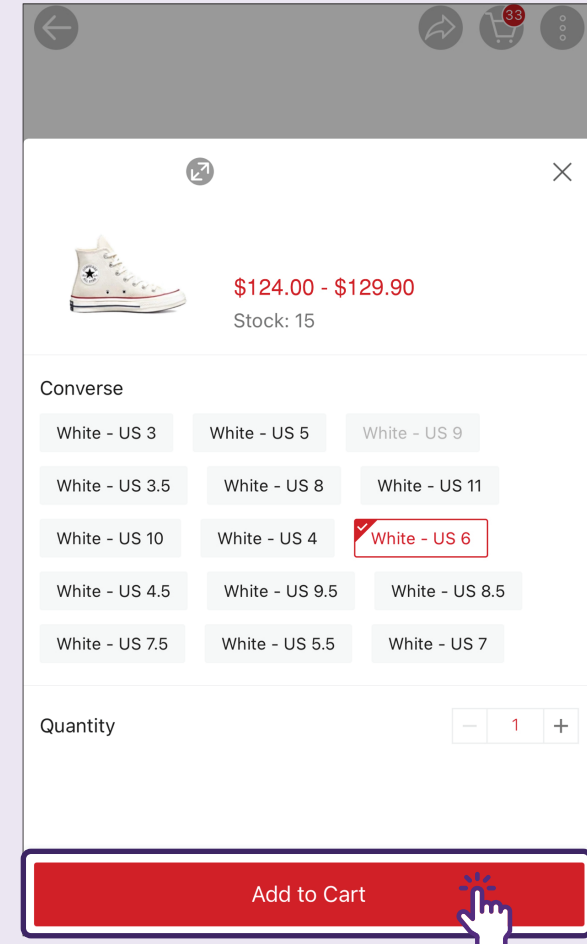 33
$124.00 - $129.90
Stock: 15
Converse
White - US 3 White - US 5 White - US 9
White - US 3.5 White - US 8 White - US 11
White - US 10 White - US 4 White - US 6
White - US 4.5 White - US 9.5 White - US 8.5
White - US 7.5 White - US 5.5 White - US 7
Quantity − 1 +
Add to Cart